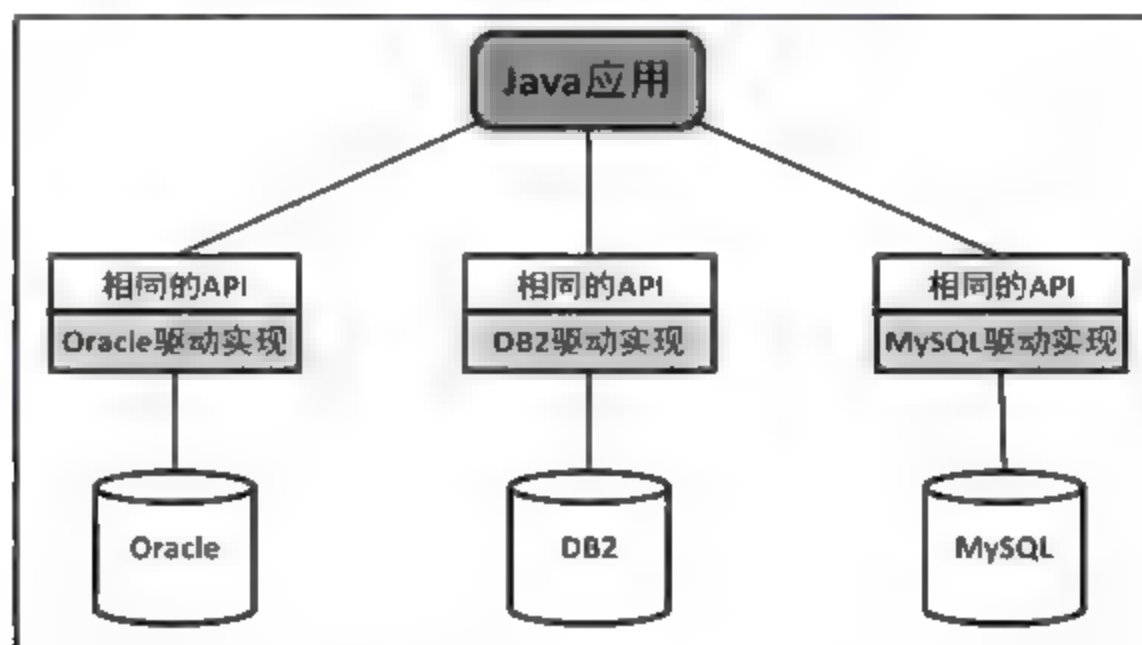 Java应用
相同的API
相同的API
相同的API
Oracle驱动实现
DB2驱动实现
MySQL驱动实现
Oracle
DB2
MySQL